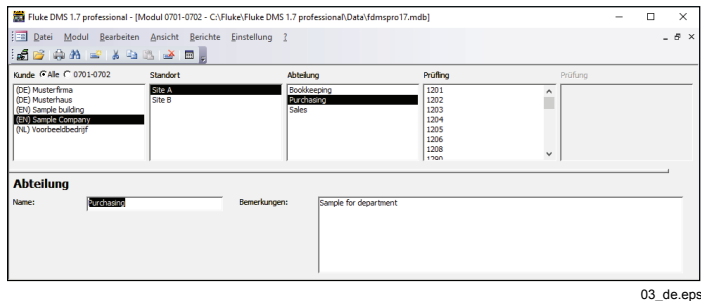 Fluke DMS 1.7 professional - [Modul 0701-0702 - C:\Fluke\Fluke DMS 1.7 professional\Data\fdmspro17.mdb]
Datei Modul Bearbeiten Ansicht Berichte Einstellung ?
Kunde Alle 0701-0702 Standort Abteilung Prüfling Prüfung
(DE) Musterfirma Site A Bookkeeping 1201
(DE) Musterhaus Site B Purchasing 1202
(EN) Sample building Sales 1203
(EN) Sample Company 1204
(NL) Voorbeeldbedrijf 1205
1206
1208
1290
Abteilung
Name: Purchasing Bemerkungen: Sample for department
03_de.eps